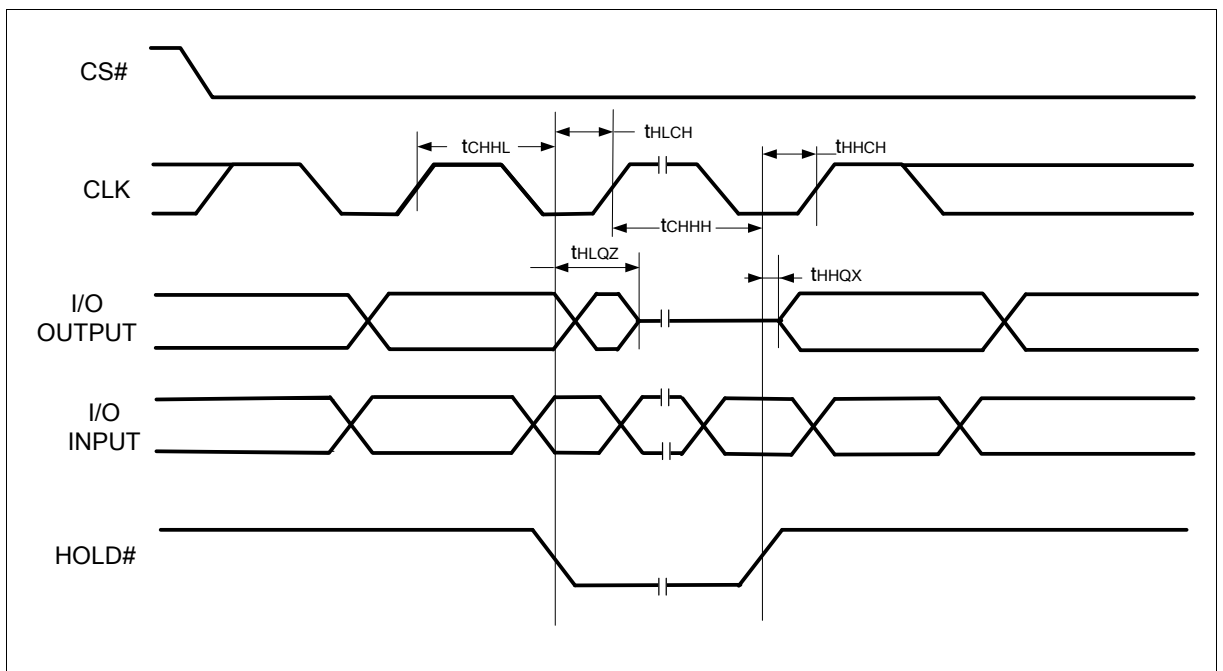 CS#
tCHHL
tHLCH
tHHCH
CLK
tCHHH
tHLQZ
tHHQX
I/O
OUTPUT
I/O
INPUT
HOLD#